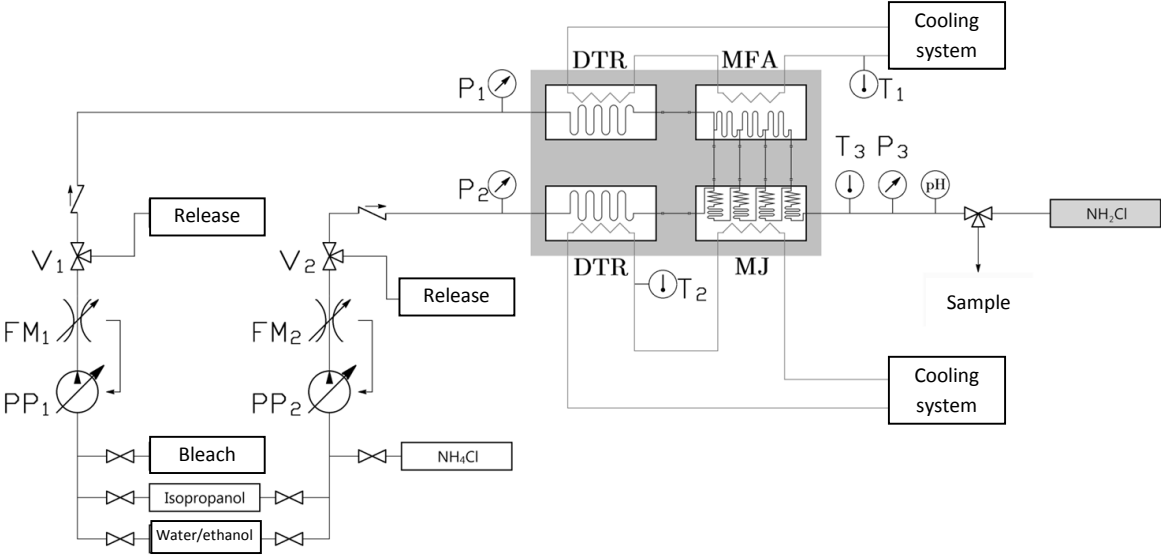 Cooling
system
DTR
MFA
P1
T1
T3
P3
pH
P2
Release
NH2Cl
V1
V2
DTR
MJ
T2
Release
Sample
FM1
FM2
Cooling
system
PP1
PP2
Bleach
NH4Cl
Isopropanol
Water/ethanol